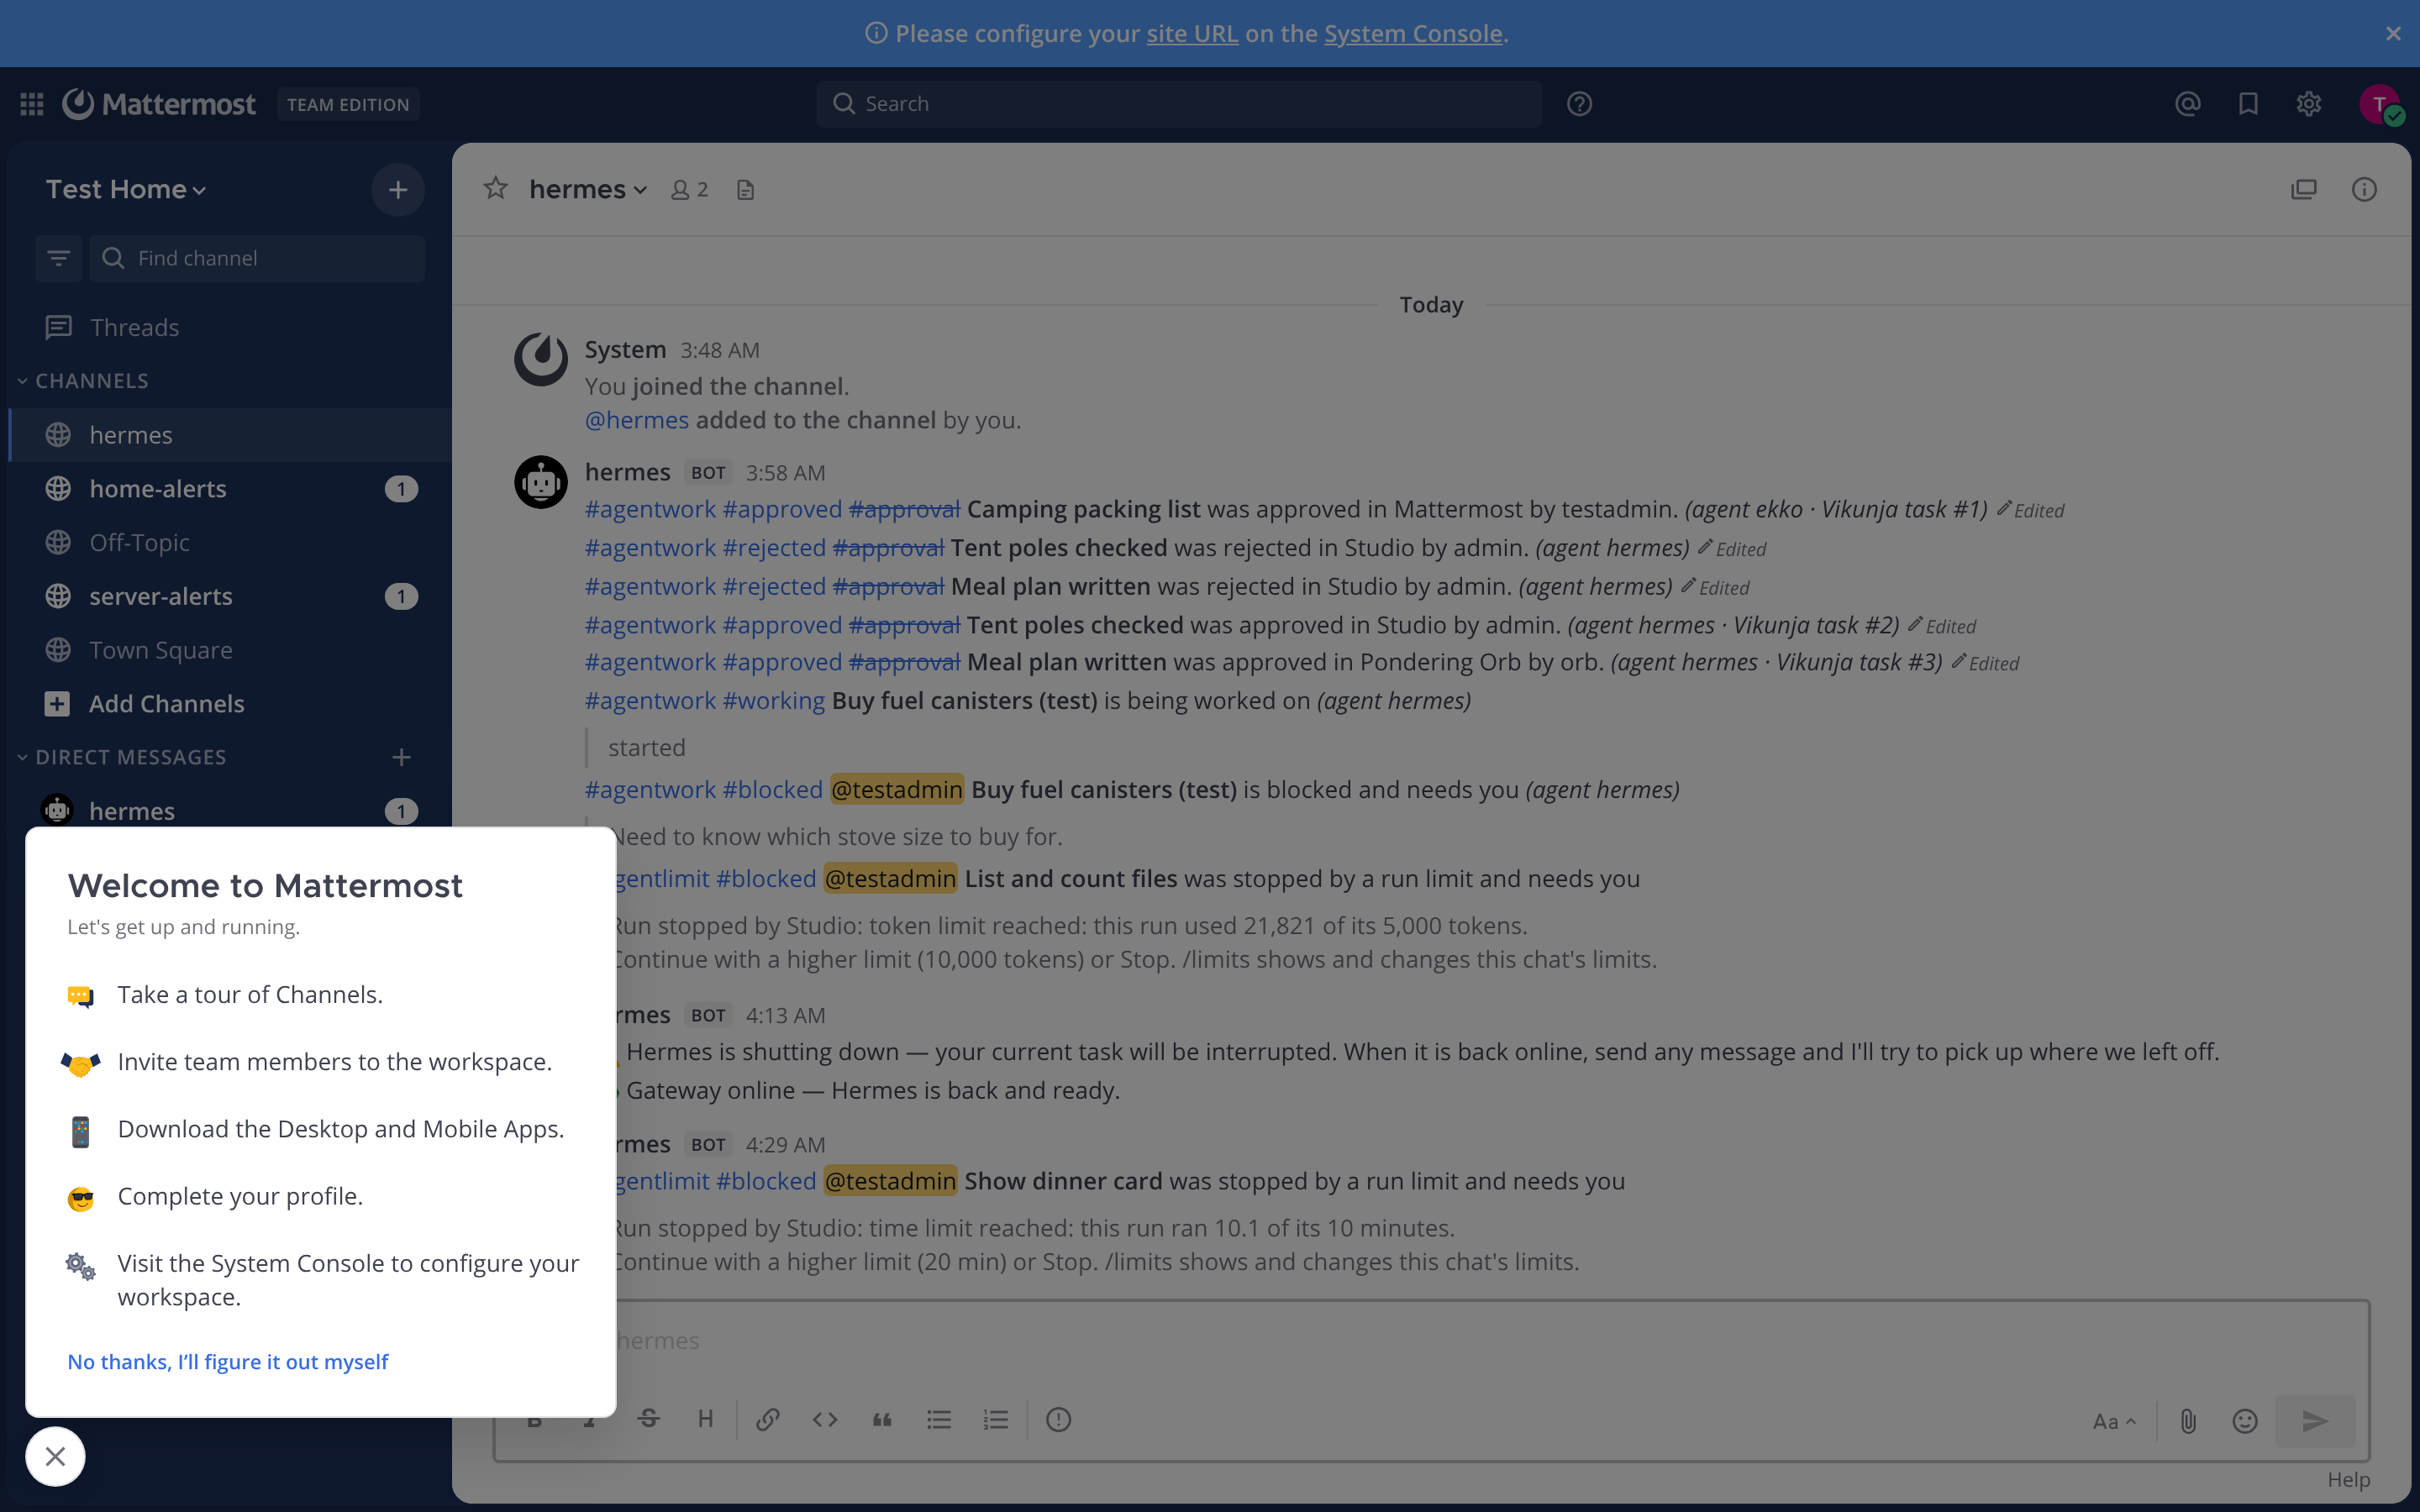 Please configure your site URL on the System Console.
Mattermost TEAM EDITION
Search
T
Test Home
Find channel
Threads
CHANNELS
hermes
home-alerts 1
Off-Topic
server-alerts 1
Town Square
Add Channels
DIRECT MESSAGES
hermes 1
Welcome to Mattermost
Let's get up and running.
Take a tour of Channels.
Invite team members to the workspace.
Download the Desktop and Mobile Apps.
Complete your profile.
Visit the System Console to configure your
workspace.
No thanks, I'll figure it out myself
hermes 2
Today
System 3:48 AM
You joined the channel.
@hermes added to the channel by you.
hermes BOT 3:58 AM
#agentwork #approved #approval Camping packing list was approved in Mattermost by testadmin. (agent ekko · Vikunja task #1) Edited
#agentwork #rejected #approval Tent poles checked was rejected in Studio by admin. (agent hermes) Edited
#agentwork #rejected #approval Meal plan written was rejected in Studio by admin. (agent hermes) Edited
#agentwork #approved #approval Tent poles checked was approved in Studio by admin. (agent hermes · Vikunja task #2) Edited
#agentwork #approved #approval Meal plan written was approved in Pondering Orb by orb. (agent hermes · Vikunja task #3) Edited
#agentwork #working Buy fuel canisters (test) is being worked on (agent hermes)
started
#agentwork #blocked @testadmin Buy fuel canisters (test) is blocked and needs you (agent hermes)
Need to know which stove size to buy for.
gentlimit #blocked @testadmin List and count files was stopped by a run limit and needs you
Run stopped by Studio: token limit reached: this run used 21,821 of its 5,000 tokens.
Continue with a higher limit (10,000 tokens) or Stop. /limits shows and changes this chat's limits.
rmes BOT 4:13 AM
Hermes is shutting down — your current task will be interrupted. When it is back online, send any message and I'll try to pick up where we left off.
Gateway online — Hermes is back and ready.
rmes BOT 4:29 AM
gentlimit #blocked @testadmin Show dinner card was stopped by a run limit and needs you
Run stopped by Studio: time limit reached: this run ran 10.1 of its 10 minutes.
Continue with a higher limit (20 min) or Stop. /limits shows and changes this chat's limits.
hermes
B I S H Aa
Help